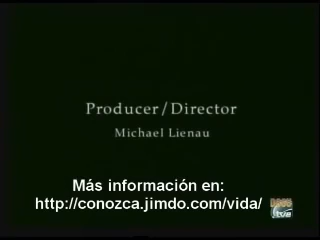 Producer/Director
Michael Lienau
Más información en:
http://conozca.jimdo.com/vida/